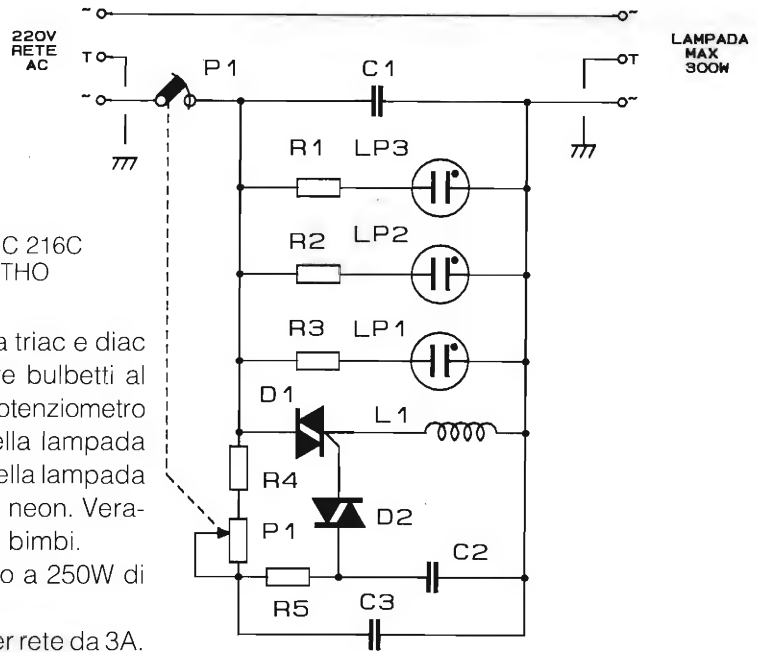 220V
RETE
AC
~
T
~
P1
C1
~
T
~
LAMPADA
MAX
300W
R1 LP3
R2 LP2
R3 LP1
D1
L1
R4
D2
P1
C2
R5
C3
C 216C
THO
a triac e diac
e bulbetti al
otenziometro
ella lampada
ella lampada
neon. Vera-
bimbi.
o a 250W di
er rete da 3A.